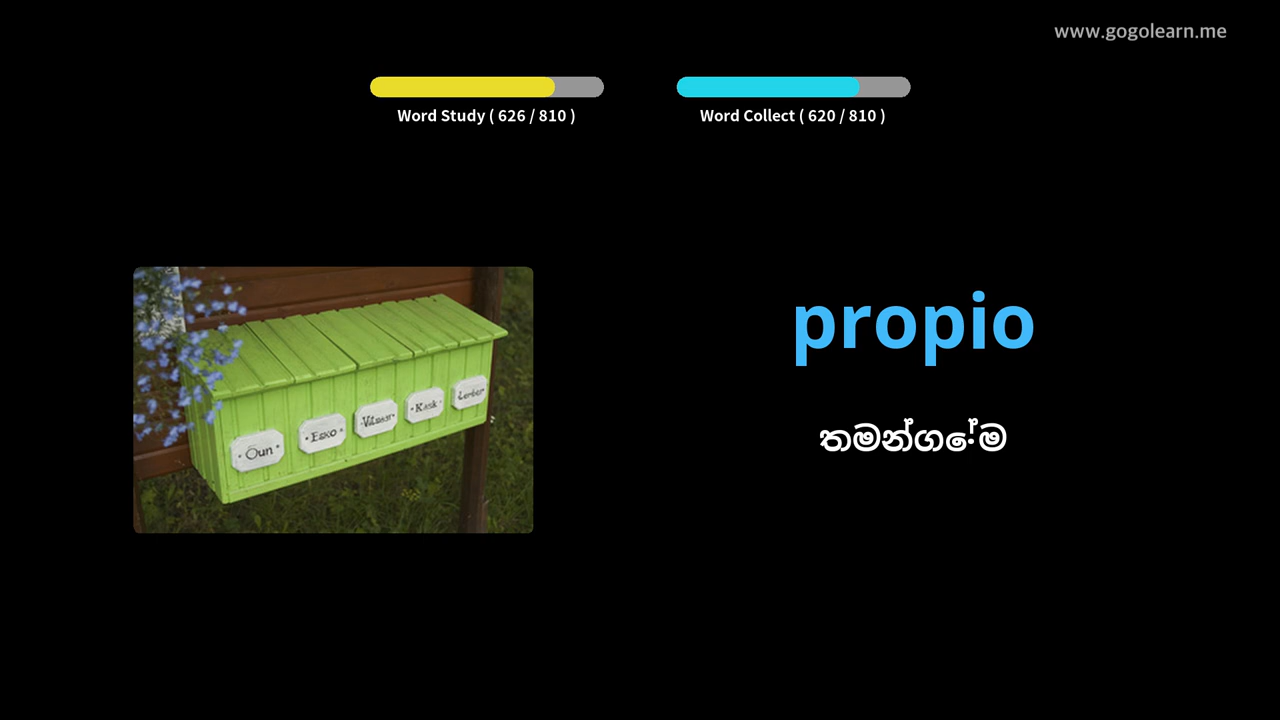 www.gogolearn.me
Word Study ( 626 / 810 )
Word Collect ( 620 / 810 )
Oun
Esko
Kask
propio
තමන්ගේම